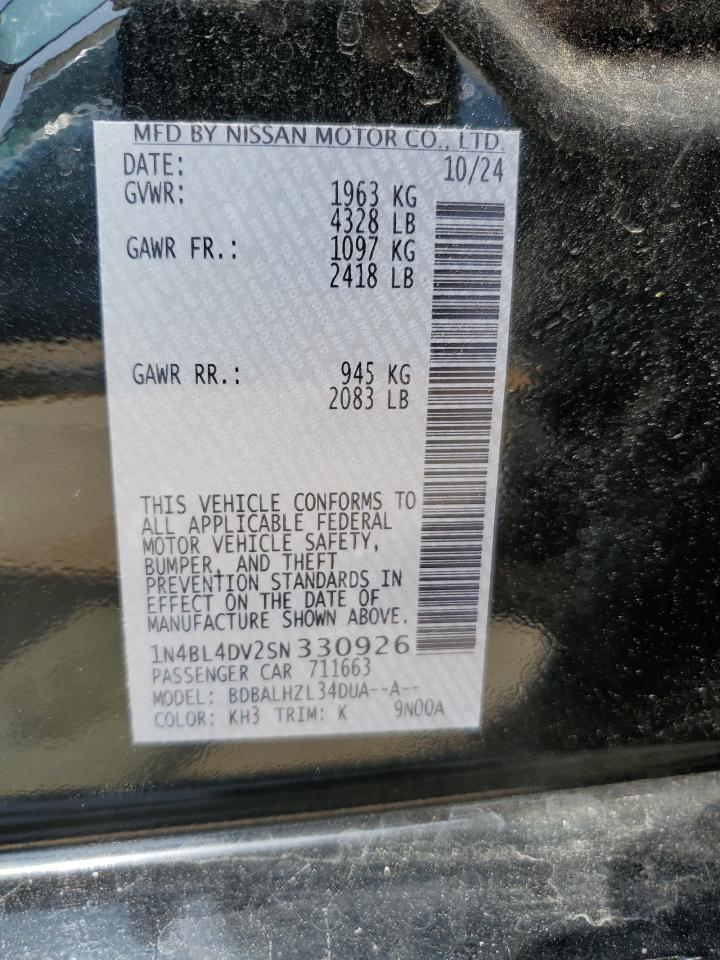 MFD BY NISSAN MOTOR CO., LTD.
DATE: 10/24
GVWR: 1963 KG
4328 LB
GAWR FR.: 1097 KG
2418 LB
GAWR RR.: 945 KG
2083 LB
THIS VEHICLE CONFORMS TO
ALL APPLICABLE FEDERAL
MOTOR VEHICLE SAFETY,
BUMPER, AND THEFT
PREVENTION STANDARDS IN
EFFECT ON THE DATE OF
MANUFACTURE SHOWN ABOVE.
1N4BL4DV2SN330926
PASSENGER CAR 711663
MODEL: BDBALHZL34DUA--A--
COLOR: KH3 TRIM: K 9N00A